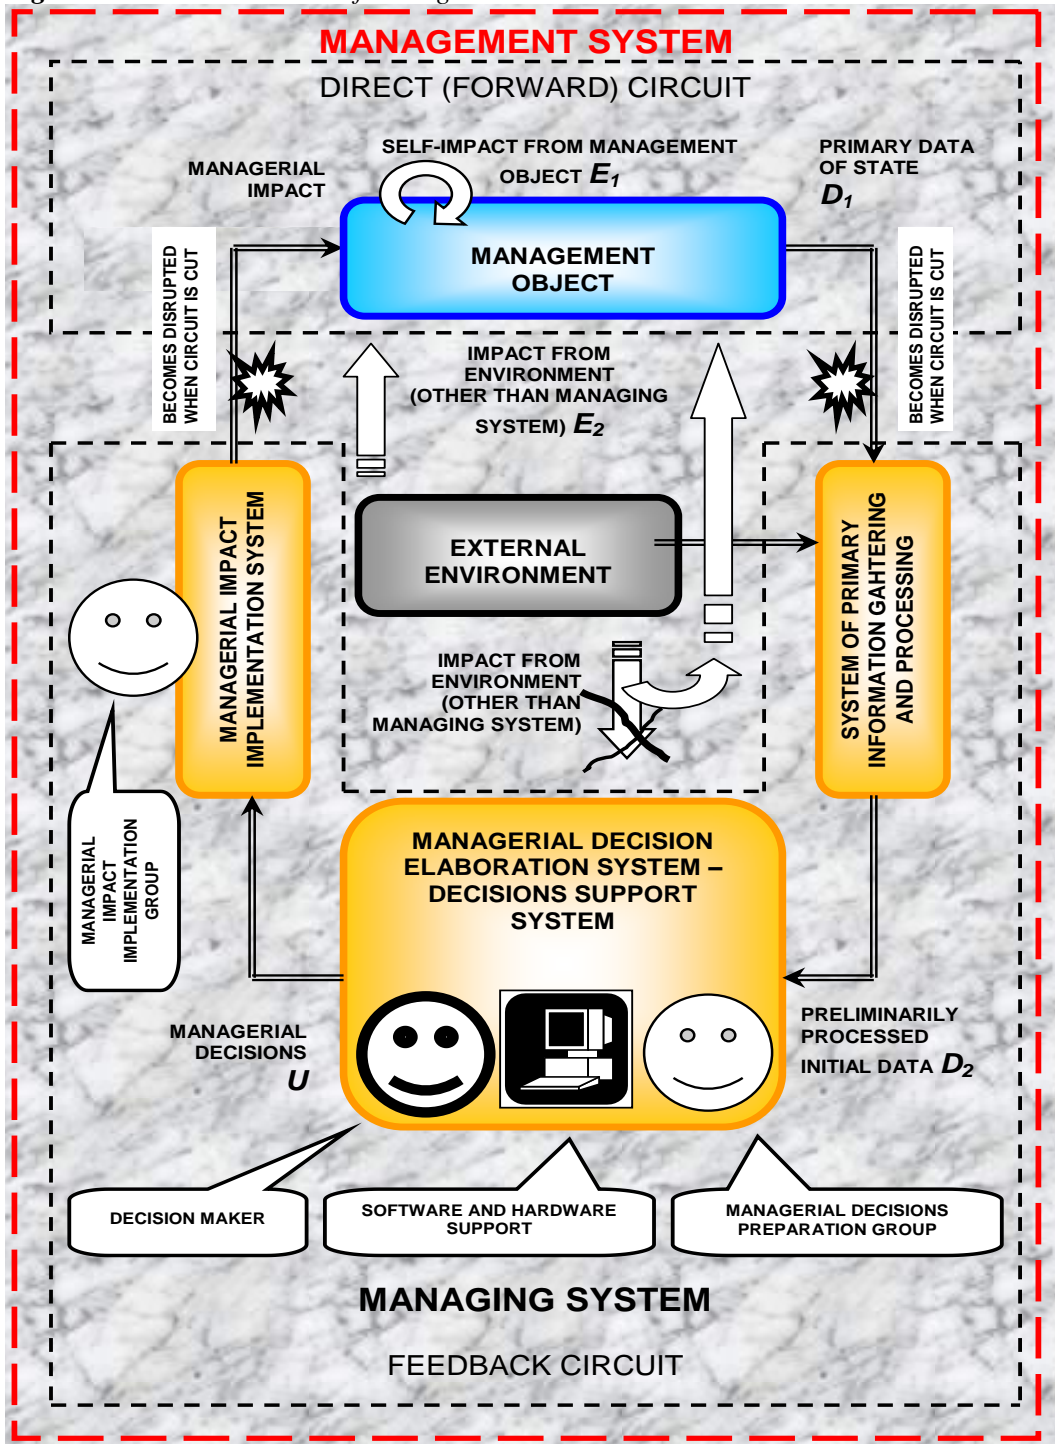 MANAGEMENT SYSTEM
DIRECT (FORWARD) CIRCUIT
SELF-IMPACT FROM MANAGEMENT
OBJECT E1
MANAGERIAL
IMPACT
PRIMARY DATA
OF STATE
D1
MANAGEMENT
OBJECT
BECOMES DISRUPTED
WHEN CIRCUIT IS CUT
BECOMES DISRUPTED
WHEN CIRCUIT IS CUT
IMPACT FROM
ENVIRONMENT
(OTHER THAN MANAGING
SYSTEM) E2
MANAGERIAL IMPACT
IMPLEMENTATION SYSTEM
EXTERNAL
ENVIRONMENT
SYSTEM OF PRIMARY
INFORMATION GAHTERING
AND PROCESSING
IMPACT FROM
ENVIRONMENT
(OTHER THAN
MANAGING SYSTEM)
MANAGERIAL
IMPACT
IMPLEMENTATION
GROUP
MANAGERIAL DECISION
ELABORATION SYSTEM –
DECISIONS SUPPORT
SYSTEM
MANAGERIAL
DECISIONS
U
PRELIMINARILY
PROCESSED
INITIAL DATA D2
DECISION MAKER
SOFTWARE AND HARDWARE
SUPPORT
MANAGERIAL DECISIONS
PREPARATION GROUP
MANAGING SYSTEM
FEEDBACK CIRCUIT